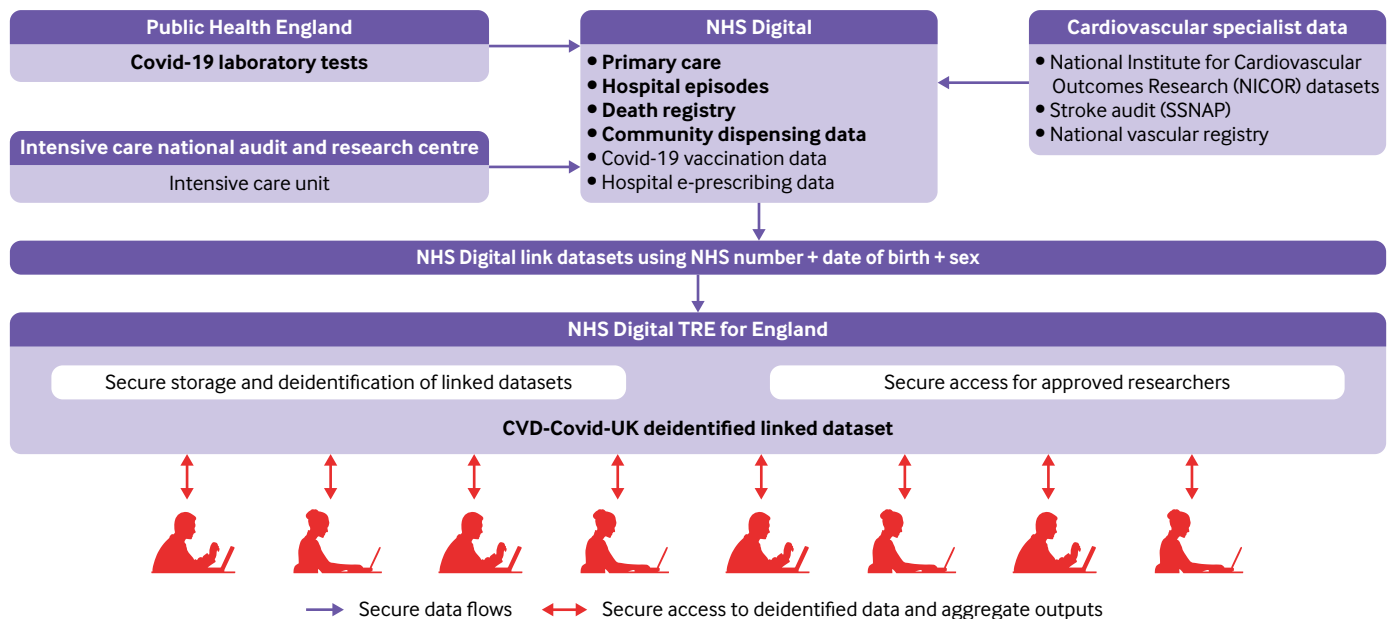 Public Health England
Covid-19 laboratory tests
Intensive care national audit and research centre
Intensive care unit
NHS Digital
• Primary care
• Hospital episodes
• Death registry
• Community dispensing data
• Covid-19 vaccination data
• Hospital e-prescribing data
Cardiovascular specialist data
• National Institute for Cardiovascular
Outcomes Research (NICOR) datasets
• Stroke audit (SSNAP)
• National vascular registry
NHS Digital link datasets using NHS number + date of birth + sex
NHS Digital TRE for England
Secure storage and deidentification of linked datasets
Secure access for approved researchers
CVD-Covid-UK deidentified linked dataset
Secure data flows
Secure access to deidentified data and aggregate outputs